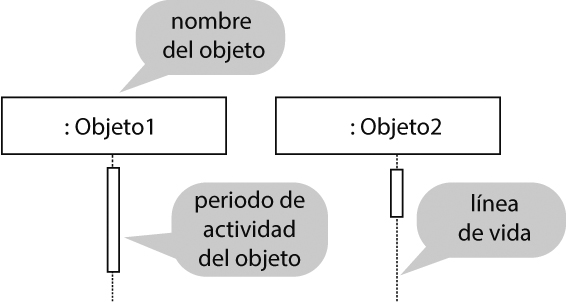 nombre
del objeto
: Objeto1
: Objeto2
periodo de
actividad
del objeto
línea
de vida